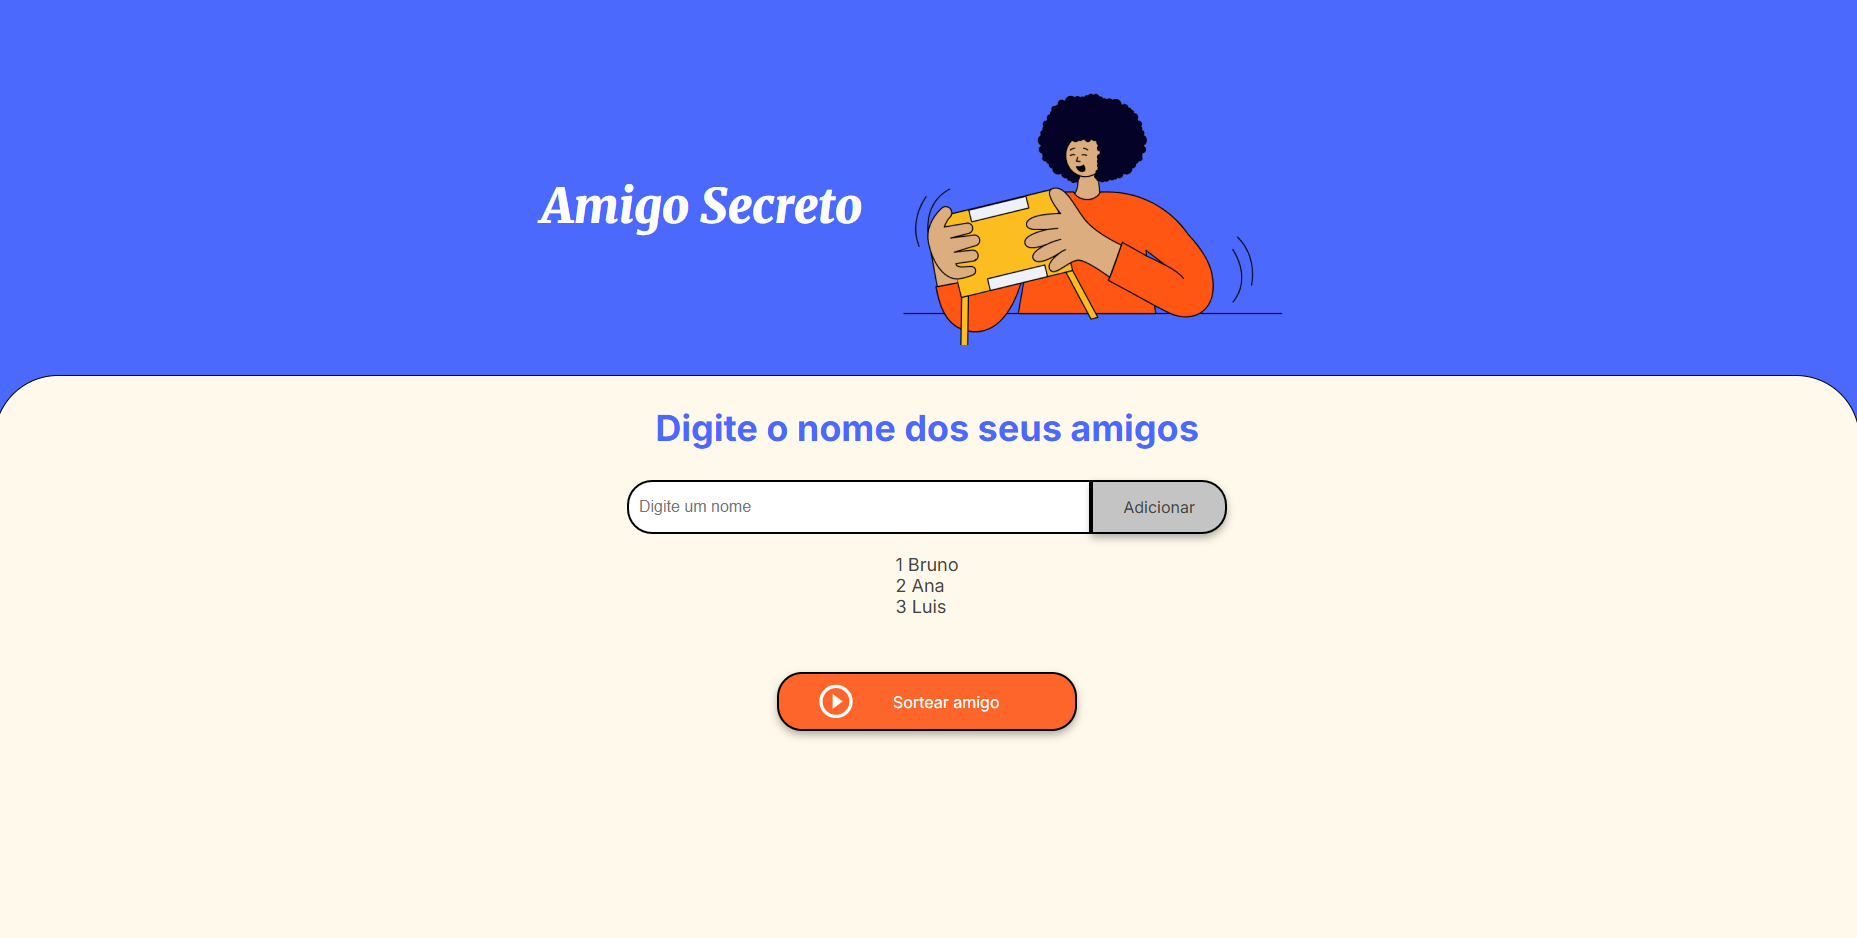 Amigo Secreto
Digite o nome dos seus amigos
Digite um nome
Adicionar
1 Bruno
2 Ana
3 Luis
Sortear amigo